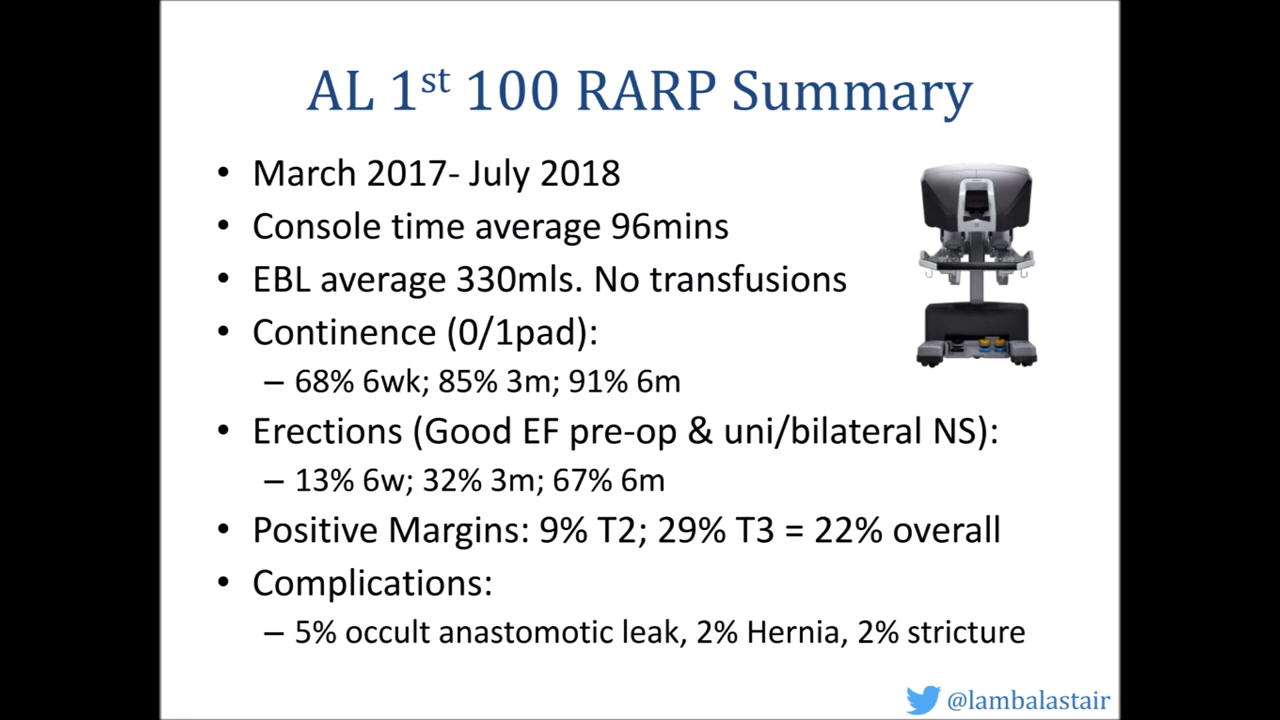 AL 1st 100 RARP Summary
• March 2017- July 2018
• Console time average 96mins
• EBL average 330mls. No transfusions
• Continence (0/1pad):
– 68% 6wk; 85% 3m; 91% 6m
• Erections (Good EF pre-op & uni/bilateral NS):
– 13% 6w; 32% 3m; 67% 6m
• Positive Margins: 9% T2; 29% T3 = 22% overall
• Complications:
– 5% occult anastomotic leak, 2% Hernia, 2% stricture
@lambalastair